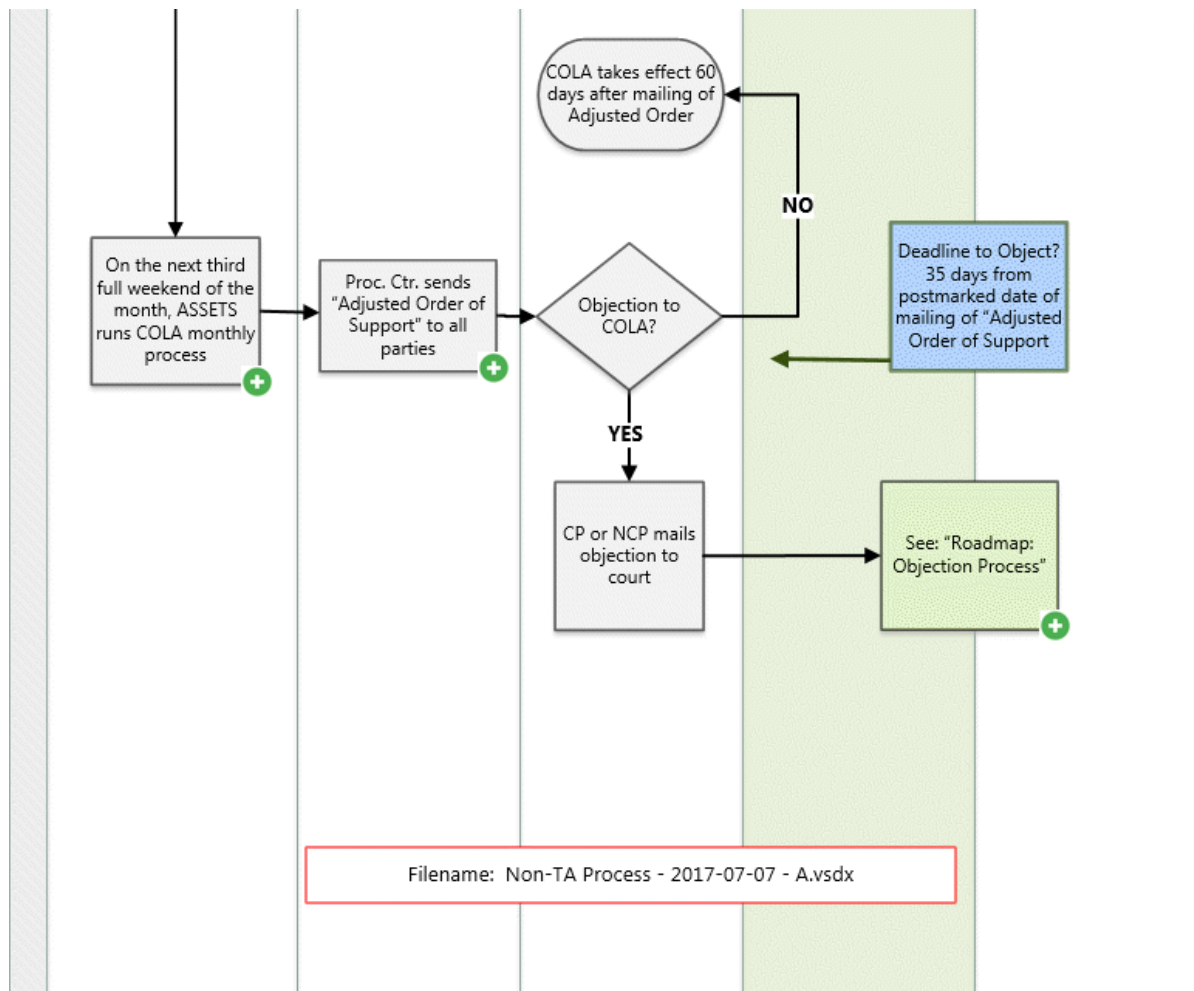 COLA takes effect 60
days after mailing of
Adjusted Order
NO
On the next third
full weekend of the
month, ASSETS
runs COLA monthly
process
Proc. Ctr. sends
“Adjusted Order of
Support” to all
parties
Objection to
COLA?
Deadline to Object?
35 days from
postmarked date of
mailing of “Adjusted
Order of Support
YES
CP or NCP mails
objection to
court
See: “Roadmap:
Objection Process”
Filename: Non-TA Process - 2017-07-07 - A.vsdx